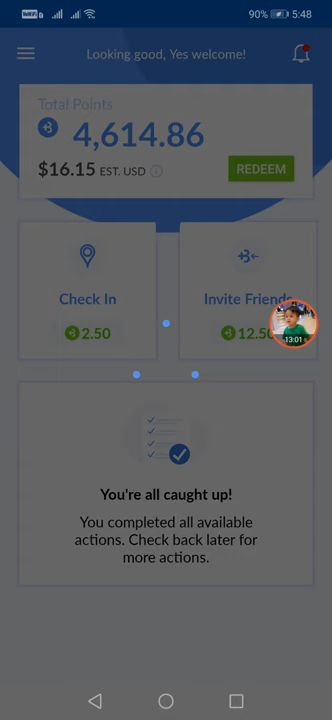 90% 5:48
Looking good, Yes welcome!
Total Points
4,614.86
$16.15 EST. USD
REDEEM
Check In
2.50
Invite Friends
12.50
-13:01
You're all caught up!
You completed all available
actions. Check back later for
more actions.